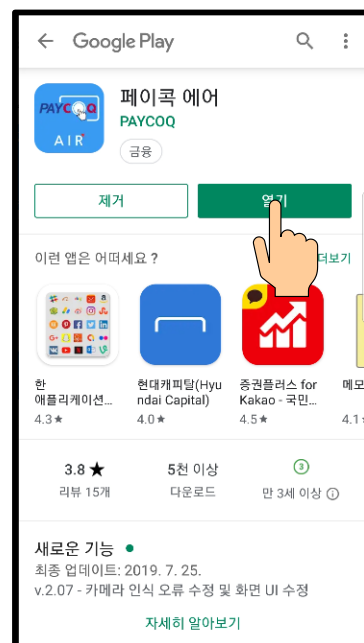 Google Play
PAYCOQ
AIR
페이콕 에어
PAYCOQ
금융
제거
열기
이런 앱은 어떠세요 ?
더보기
한
애플리케이션...
4.3★
현대캐피탈(Hyu
ndai Capital)
4.0★
증권플러스 for
Kakao - 국민...
4.5★
메모
4.1★
3.8 ★
리뷰 15개
5천 이상
다운로드
3
만 3세 이상
새로운 기능 ●
최종 업데이트: 2019. 7. 25.
v.2.07 - 카메라 인식 오류 수정 및 화면 UI 수정
자세히 알아보기